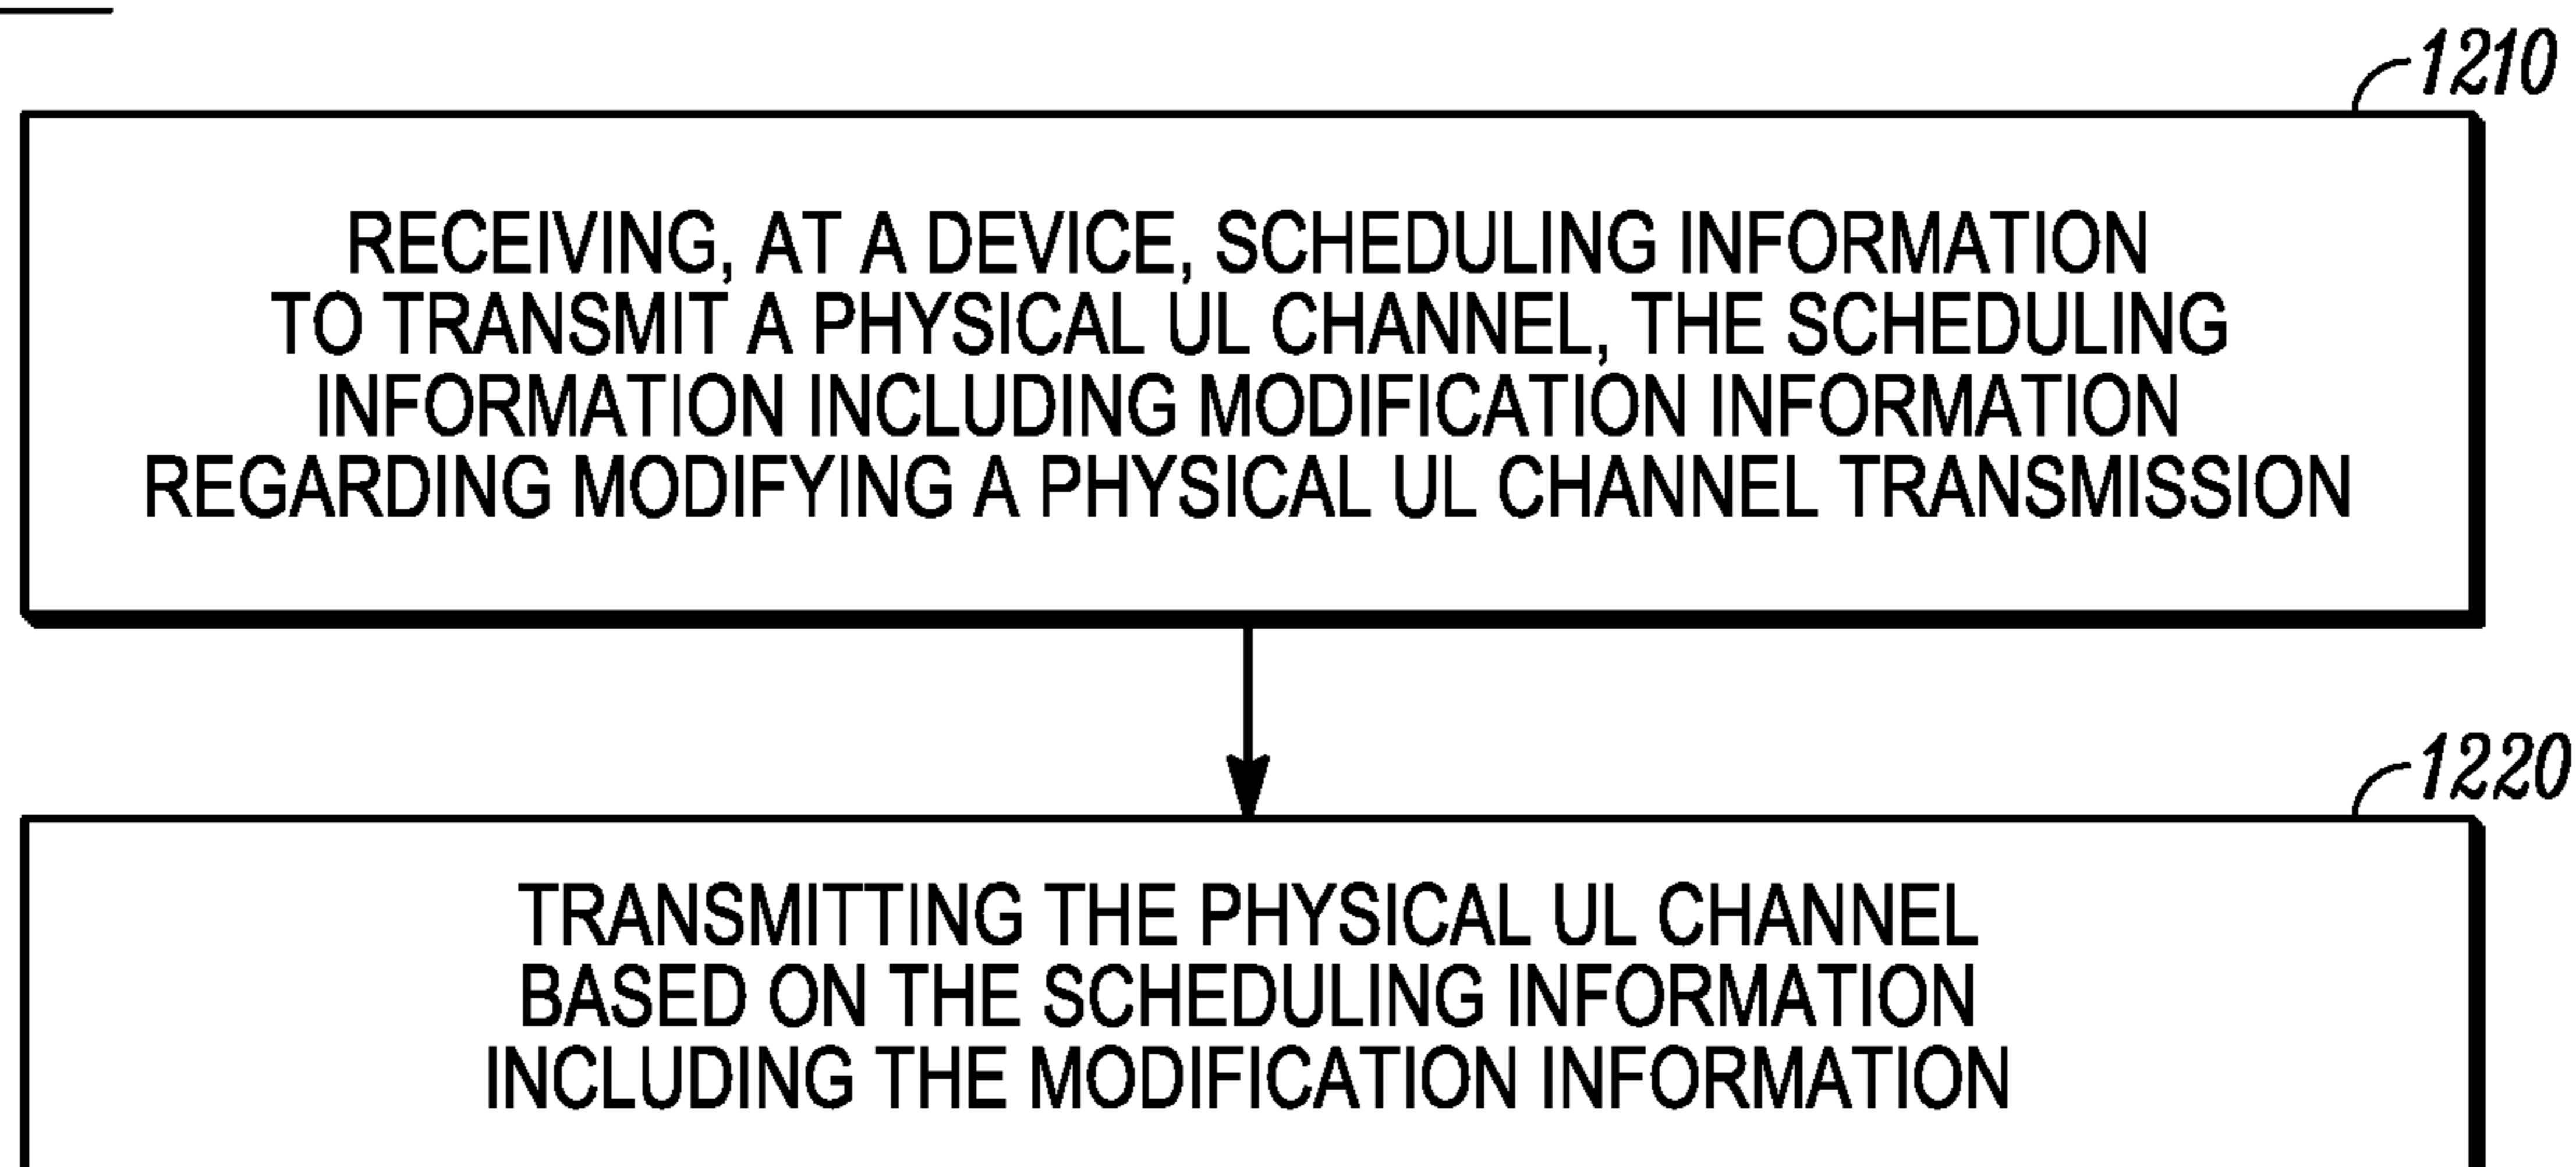 1210
RECEIVING, AT A DEVICE, SCHEDULING INFORMATION
TO TRANSMIT A PHYSICAL UL CHANNEL, THE SCHEDULING
INFORMATION INCLUDING MODIFICATION INFORMATION
REGARDING MODIFYING A PHYSICAL UL CHANNEL TRANSMISSION
1220
TRANSMITTING THE PHYSICAL UL CHANNEL
BASED ON THE SCHEDULING INFORMATION
INCLUDING THE MODIFICATION INFORMATION